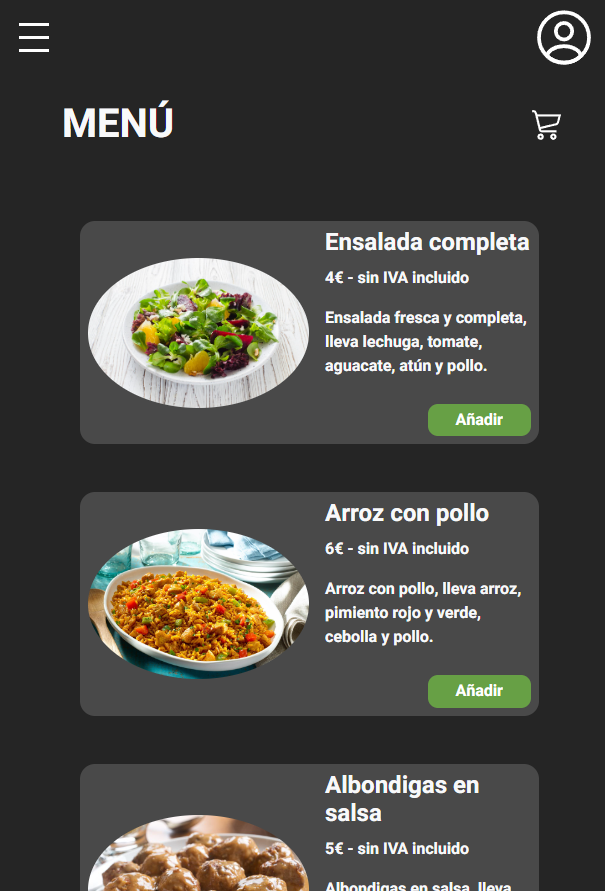 MENÚ
Ensalada completa
4€ - sin IVA incluido
Ensalada fresca y completa,
lleva lechuga, tomate,
aguacate, atún y pollo.
Añadir
Arroz con pollo
6€ - sin IVA incluido
Arroz con pollo, lleva arroz,
pimiento rojo y verde,
cebolla y pollo.
Añadir
Albondigas en
salsa
5€ - sin IVA incluido
Albondigas en salsa, lleva